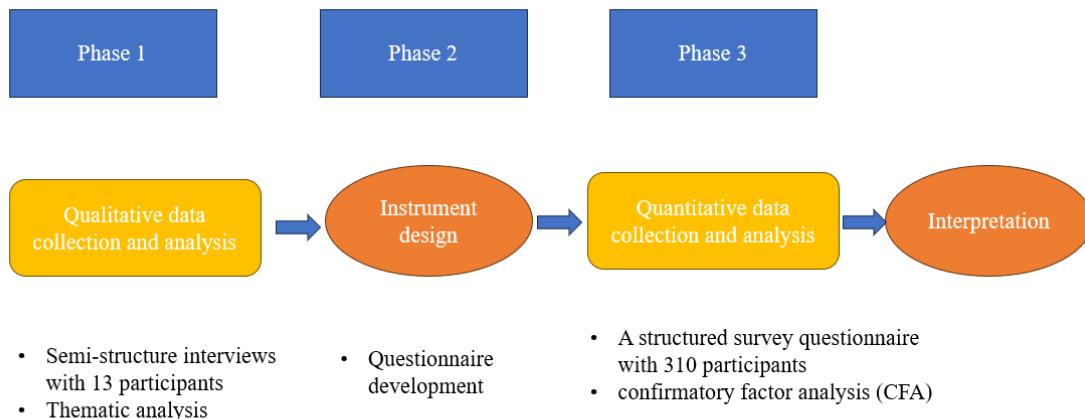 Phase 1
Phase 2
Phase 3
Qualitative data
collection and analysis
Instrument
design
Quantitative data
collection and analysis
Interpretation
• Semi-structure interviews
with 13 participants
• Thematic analysis
• Questionnaire
development
• A structured survey questionnaire
with 310 participants
• confirmatory factor analysis (CFA)